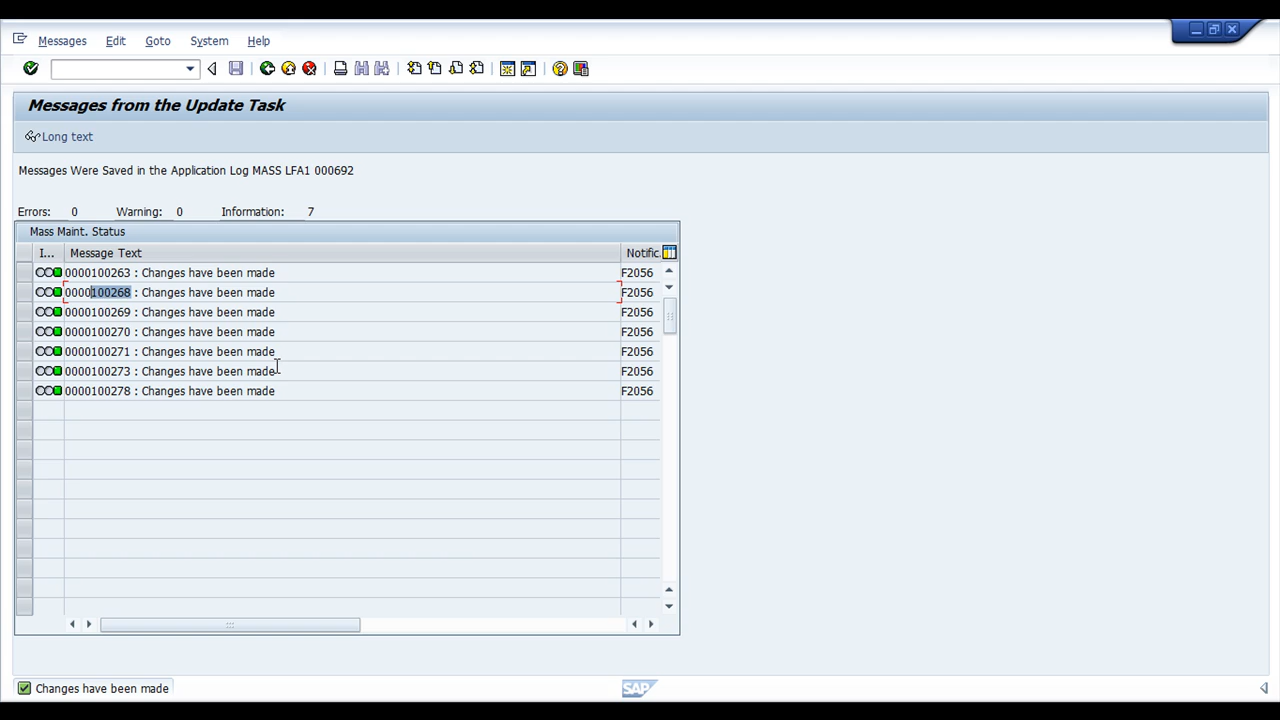 Messages Edit Goto System Help
Messages from the Update Task
Long text
Messages Were Saved in the Application Log MASS LFA1 000692
Errors: 0 Warning: 0 Information: 7
Mass Maint. Status
I... Message Text Notific.
0000100263 : Changes have been made F2056
0000100268 : Changes have been made F2056
0000100269 : Changes have been made F2056
0000100270 : Changes have been made F2056
0000100271 : Changes have been made F2056
0000100273 : Changes have been made F2056
0000100278 : Changes have been made F2056
Changes have been made SAP